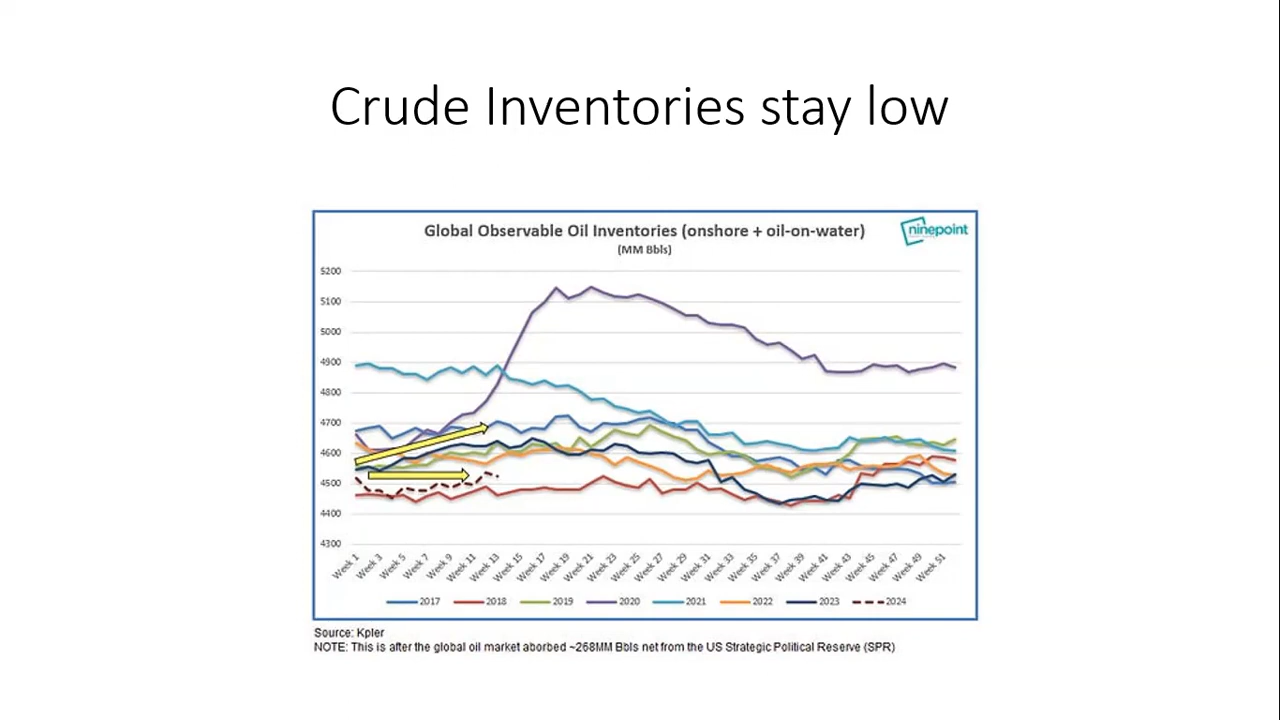 Crude Inventories stay low
Global Observable Oil Inventories (onshore + oil-on-water)
(MM Bbls)
ninepoint
5200
5100
5000
4900
4800
4700
4600
4500
4400
4300
Week 1
Week 3
Week 5
Week 7
Week 9
Week 11
Week 13
Week 15
Week 17
Week 19
Week 21
Week 23
Week 25
Week 27
Week 29
Week 31
Week 33
Week 35
Week 37
Week 39
Week 41
Week 43
Week 45
Week 47
Week 49
Week 51
2017 2018 2019 2020 2021 2022 2023 2024
Source: Kpler
NOTE: This is after the global oil market aborbed ~268MM Bbls net from the US Strategic Political Reserve (SPR)